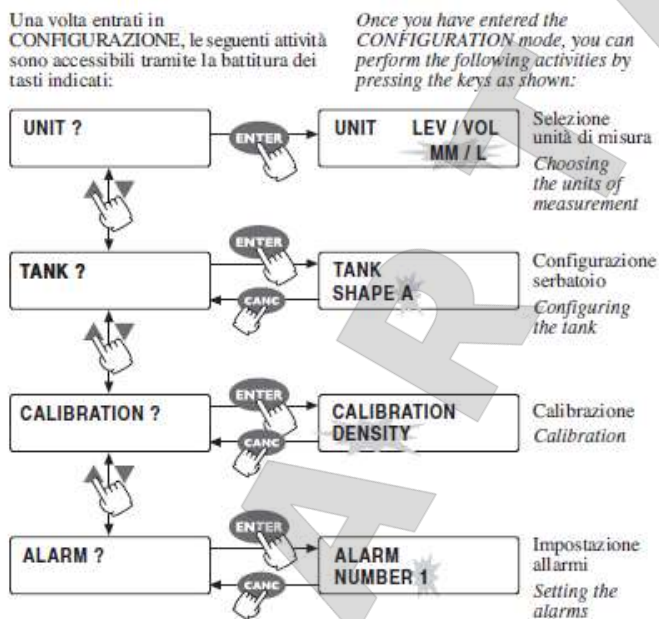 Una volta entrati in
CONFIGURAZIONE, le seguenti attività
sono accessibili tramite la battitura dei
tasti indicati:
Once you have entered the
CONFIGURATION mode, you can
perform the following activities by
pressing the keys as shown:
UNIT ?
ENTER
UNIT LEV / VOL
MM / L
Selezione
unità di misura
Choosing
the units of
measurement
TANK ?
ENTER
CANC
TANK
SHAPE A
Configurazione
serbatoio
Configuring
the tank
CALIBRATION ?
ENTER
CANC
CALIBRATION
DENSITY
Calibrazione
Calibration
ALARM ?
ENTER
CANC
ALARM
NUMBER 1
Impostazione
allarmi
Setting the
alarms